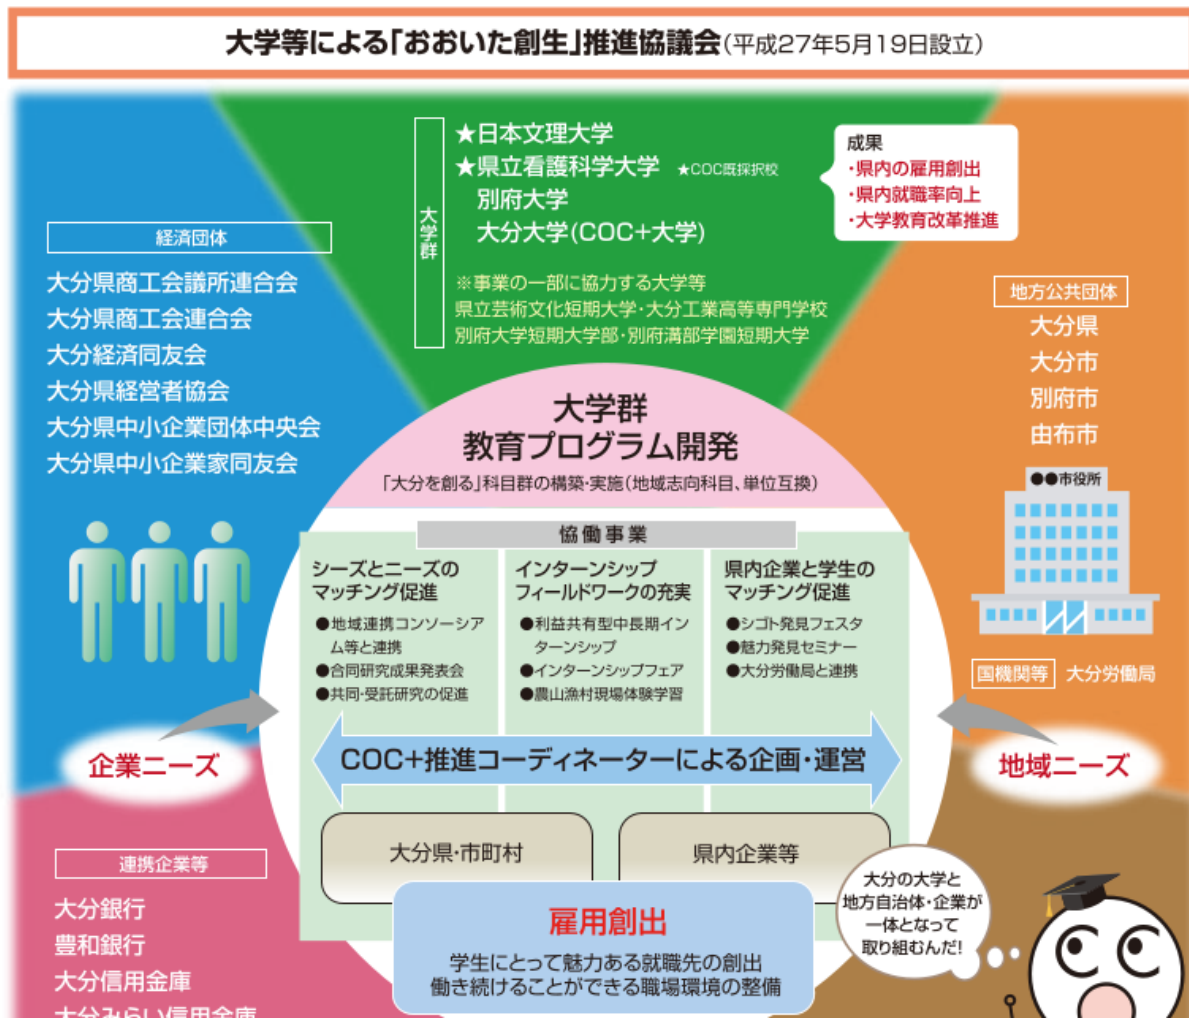 大学等による「おおいた創生」推進協議会(平成27年5月19日設立)
大学群
★日本文理大学
★県立看護科学大学 ★COC既採択校
別府大学
大分大学(COC+大学)
※事業の一部に協力する大学等
県立芸術文化短期大学・大分工業高等専門学校
別府大学短期大学部・別府溝部学園短期大学
成果
・県内の雇用創出
・県内就職率向上
・大学教育改革推進
経済団体
大分県商工会議所連合会
大分県商工会連合会
大分経済同友会
大分県経営者協会
大分県中小企業団体中央会
大分県中小企業家同友会
地方公共団体
大分県
大分市
別府市
由布市
●●市役所
国機関等 大分労働局
大学群
教育プログラム開発
「大分を創る」科目群の構築・実施(地域志向科目、単位互換)
協働事業
シーズとニーズの
マッチング促進
●地域連携コンソーシア
ム等と連携
●合同研究成果発表会
●共同・受託研究の促進
インターンシップ
フィールドワークの充実
●利益共有型中長期イン
ターンシップ
●インターンシップフェア
●農山漁村現場体験学習
県内企業と学生の
マッチング促進
●シゴト発見フェスタ
●魅力発見セミナー
●大分労働局と連携
企業ニーズ
地域ニーズ
COC+推進コーディネーターによる企画・運営
大分県・市町村
県内企業等
雇用創出
学生にとって魅力ある就職先の創出
働き続けることができる職場環境の整備
連携企業等
大分銀行
豊和銀行
大分信用金庫
大分みらい信用金庫
大分の大学と
地方自治体・企業が
一体となって
取り組むんだ!